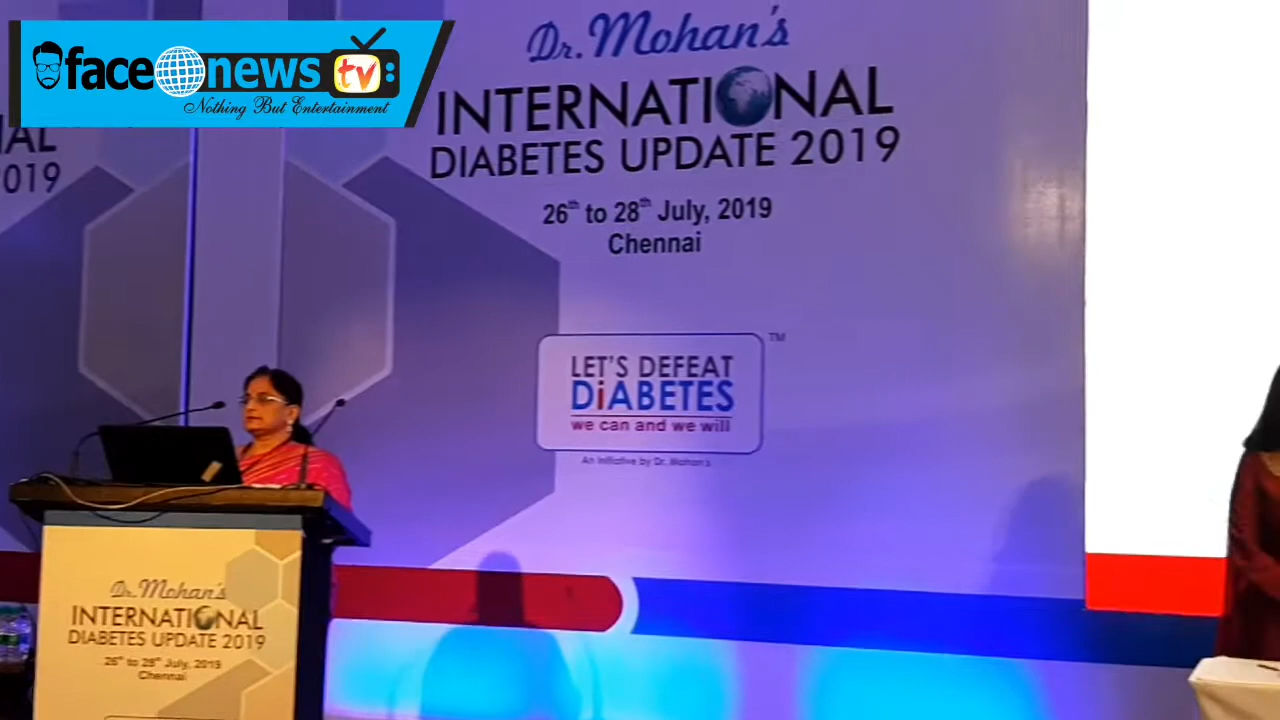 face news tv
Nothing But Entertainment
Dr. Mohan's
INTERNATIONAL
DIABETES UPDATE 2019
26th to 28th July, 2019
Chennai
LET'S DEFEAT
DiABETES
we can and we will
TM
An Initiative by Dr. Mohan's
AL
019
Dr. Mohan's
INTERNATIONAL
DIABETES UPDATE 2019
26th to 28th July, 2019
Chennai